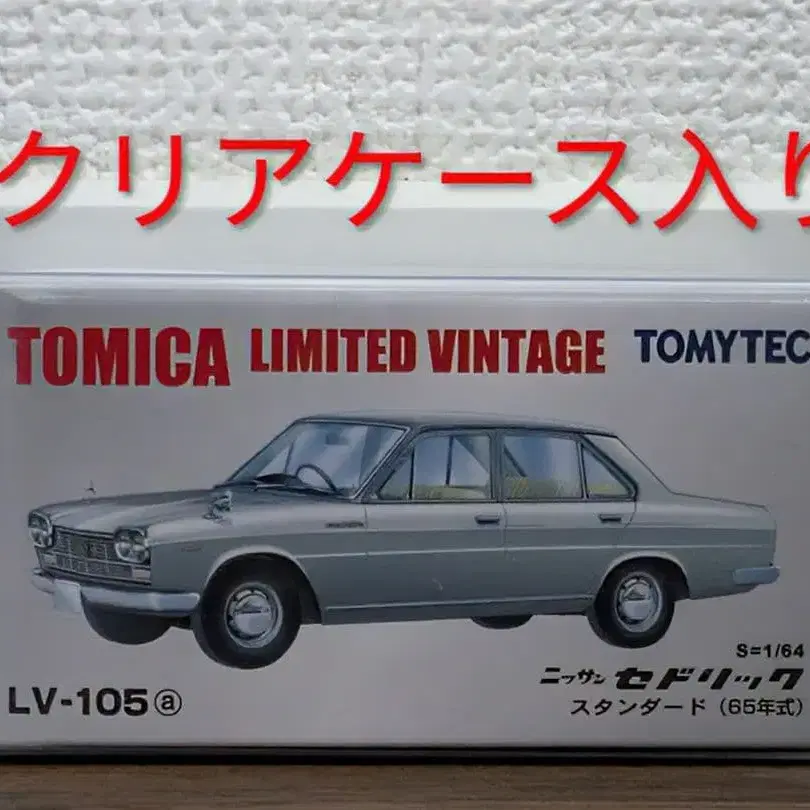 クリアケース入り
TOMICA LIMITED VINTAGE TOMYTEC
S=1/64
ニッサン セドリック
LV-105ⓐ スタンダード (65年式)